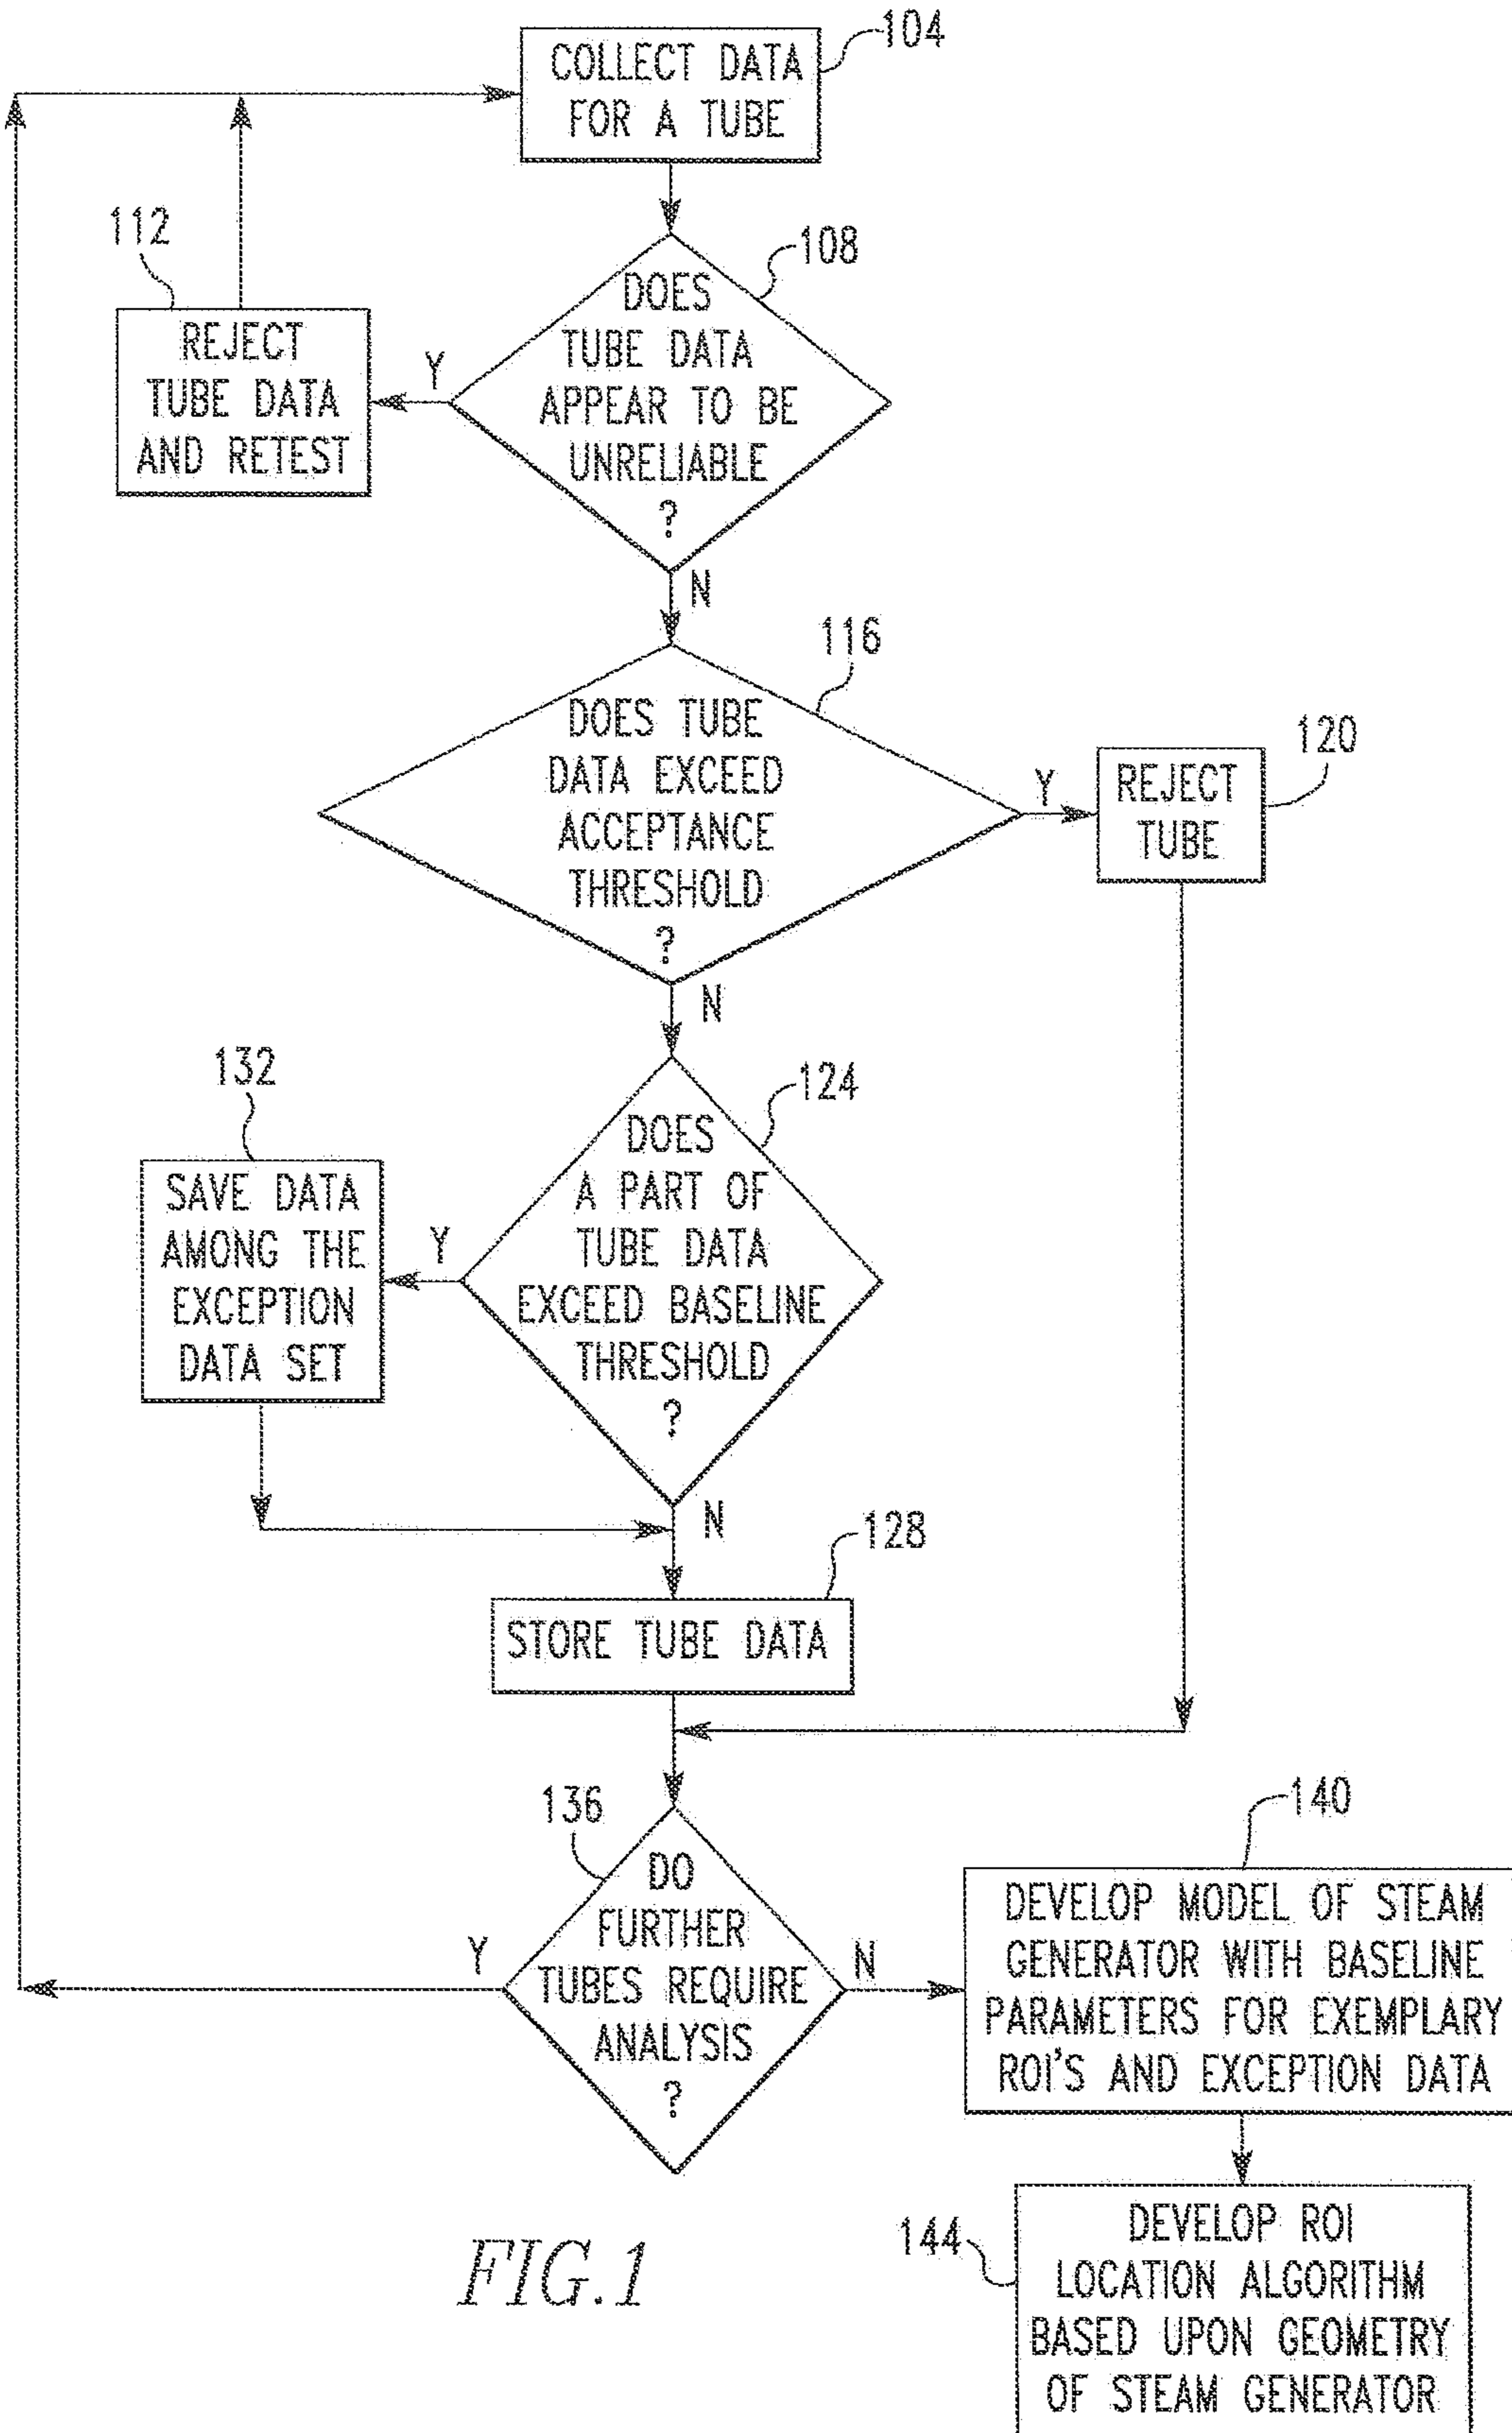 104
COLLECT DATA
FOR A TUBE
112
108
DOES
TUBE DATA
APPEAR TO BE
UNRELIABLE
?
Y
REJECT
TUBE DATA
AND RETEST
N
116
DOES TUBE
DATA EXCEED
ACCEPTANCE
THRESHOLD
?
Y
120
REJECT
TUBE
N
132
124
DOES
A PART OF
TUBE DATA
EXCEED BASELINE
THRESHOLD
?
Y
SAVE DATA
AMONG THE
EXCEPTION
DATA SET
N
128
STORE TUBE DATA
136
DO
FURTHER
TUBES REQUIRE
ANALYSIS
?
Y
N
140
DEVELOP MODEL OF STEAM
GENERATOR WITH BASELINE
PARAMETERS FOR EXEMPLARY
ROI'S AND EXCEPTION DATA
144
DEVELOP ROI
LOCATION ALGORITHM
BASED UPON GEOMETRY
OF STEAM GENERATOR
FIG.1